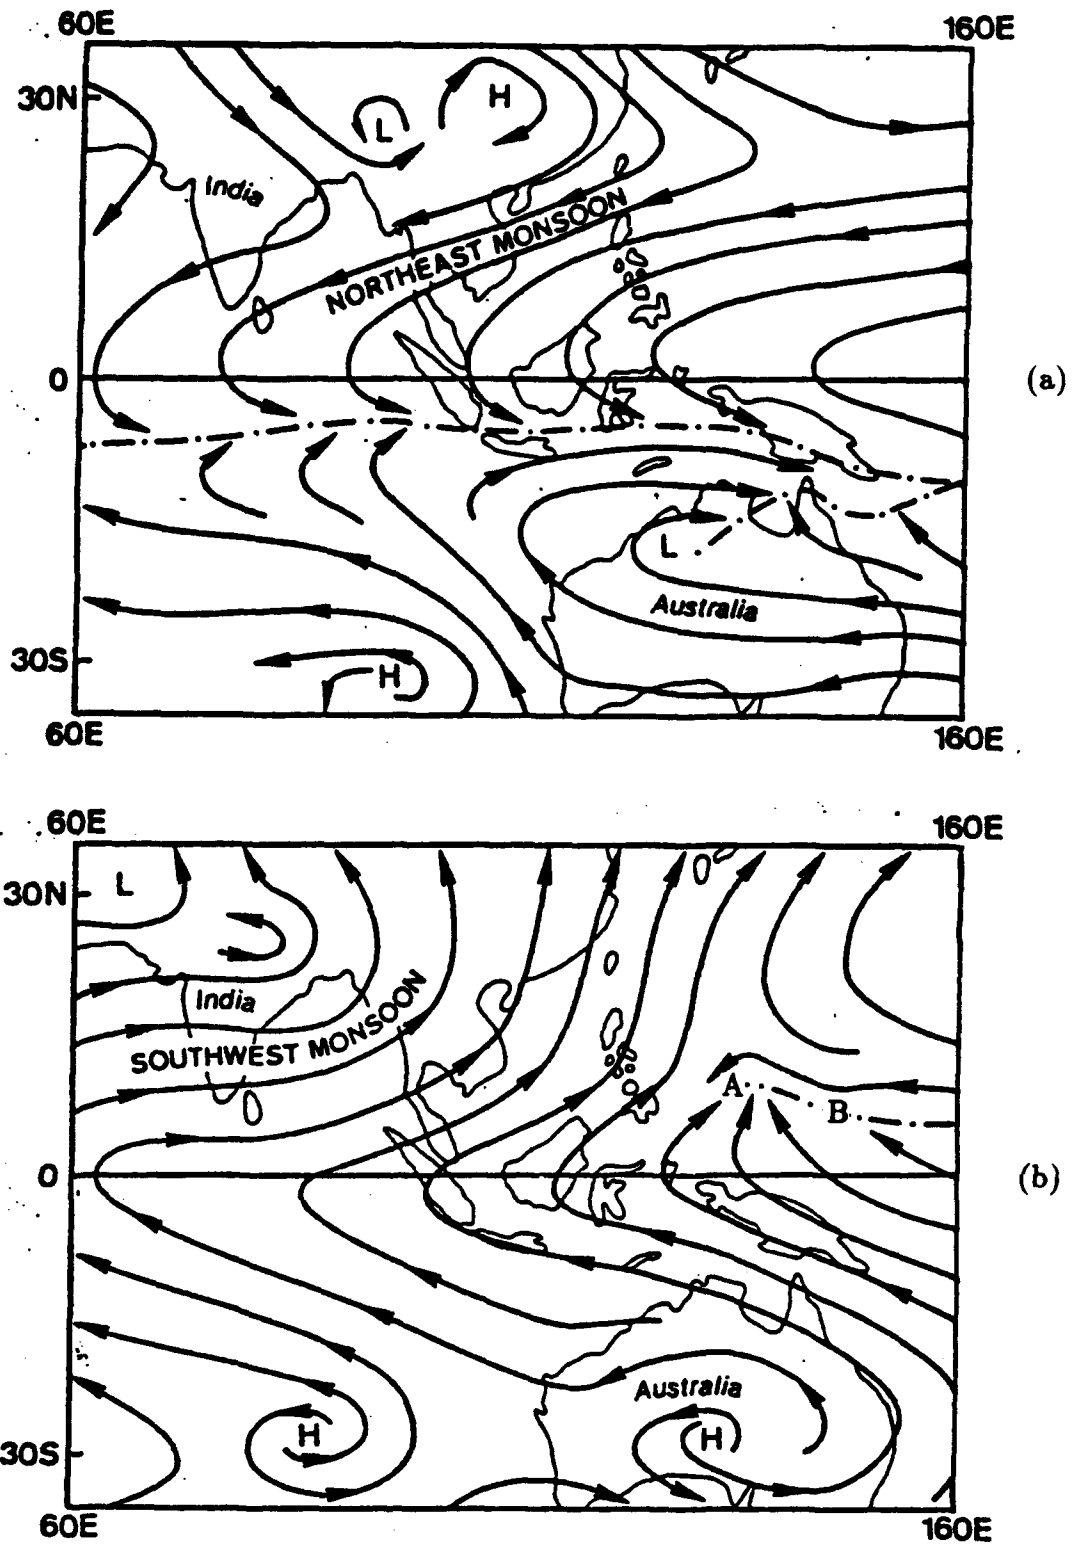 60E 160E
30N
L
H
India
NORTHEAST MONSOON
0
(a)
L
Australia
30S
H
60E 160E
60E 160E
30N
L
India
SOUTHWEST MONSOON
A
B
0
(b)
Australia
30S
H
H
60E 160E